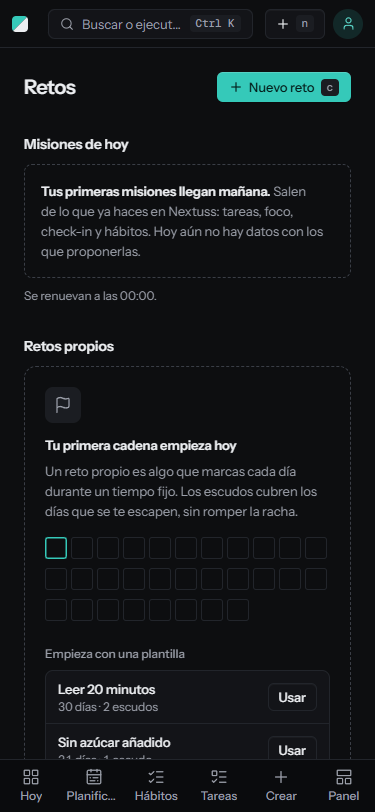 Buscar o ejecut... Ctrl K
n
Retos
Nuevo reto c
Misiones de hoy
Tus primeras misiones llegan mañana. Salen
de lo que ya haces en Nextuss: tareas, foco,
check-in y hábitos. Hoy aún no hay datos con los
que proponerlas.
Se renuevan a las 00:00.
Retos propios
Tu primera cadena empieza hoy
Un reto propio es algo que marcas cada día
durante un tiempo fijo. Los escudos cubren los
días que se te escapen, sin romper la racha.
Empieza con una plantilla
Leer 20 minutos
30 días · 2 escudos
Usar
Sin azúcar añadido
Usar
Hoy
Planific...
Hábitos
Tareas
Crear
Panel